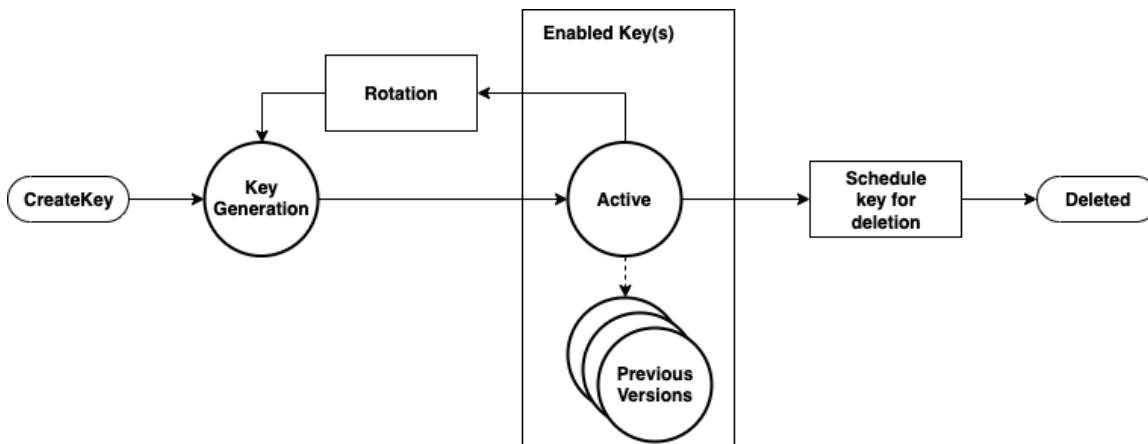 Enabled Key(s)
Rotation
CreateKey
Key
Generation
Active
Schedule
key for
deletion
Deleted
Previous
Versions